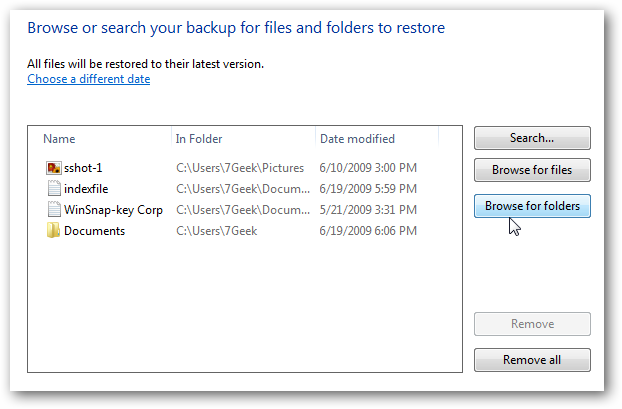 Browse or search your backup for files and folders to restore
All files will be restored to their latest version.
Choose a different date
Name In Folder Date modified
sshot-1 C:\Users\7Geek\Pictures 6/10/2009 3:00 PM
indexfile C:\Users\7Geek\Docum... 6/19/2009 5:59 PM
WinSnap-key Corp C:\Users\7Geek\Docum... 5/21/2009 3:31 PM
Documents C:\Users\7Geek 6/19/2009 6:06 PM
Search...
Browse for files
Browse for folders
Remove
Remove all